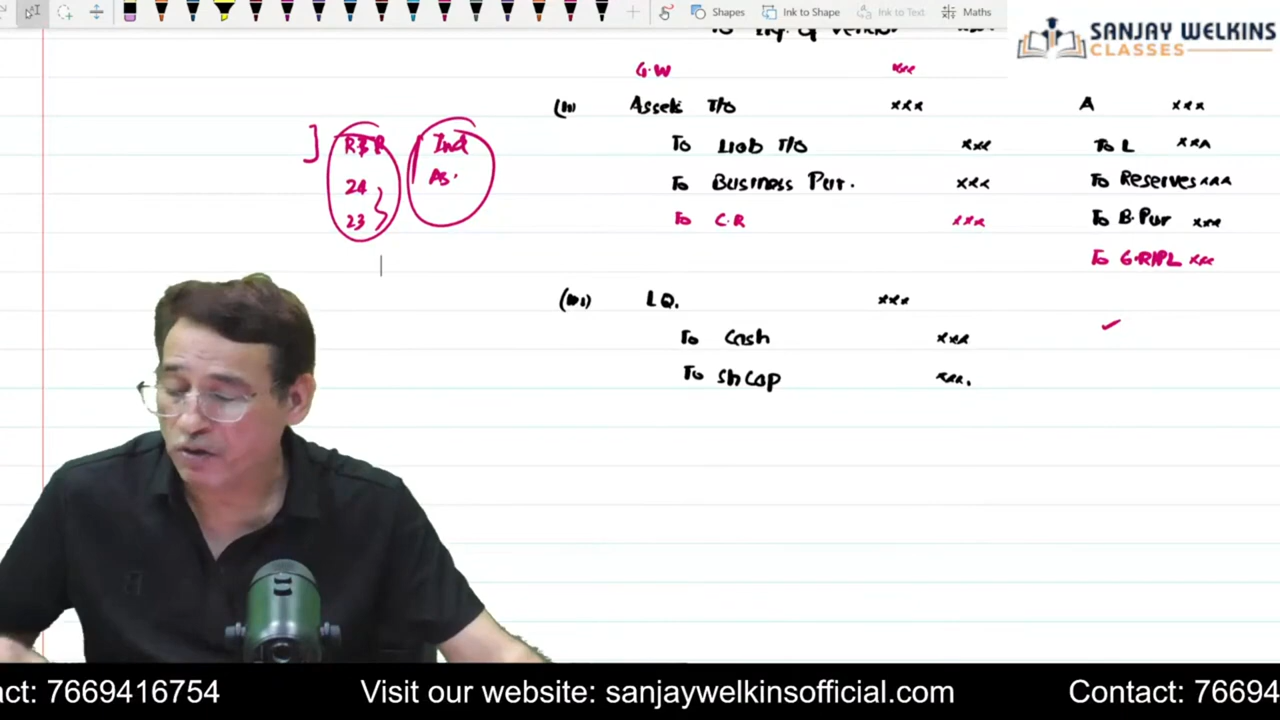 Shapes Ink to Shape Ink to Text Maths
SANJAY WELKINS
CLASSES
G.W xxx
(ii) Assets T/o xxx A xxx
To Liab T/o xxx To L xxx
To Business Pur. xxx To Reserves xxx
To C.R xxx To B.Pur xxx
To G.R/PL xxx
24
23
Ind
As.
(iii) LQ. xxx
To Cash xxx
To Sh Cap xxx.
act: 7669416754 Visit our website: sanjaywelkinsofficial.com Contact: 76694